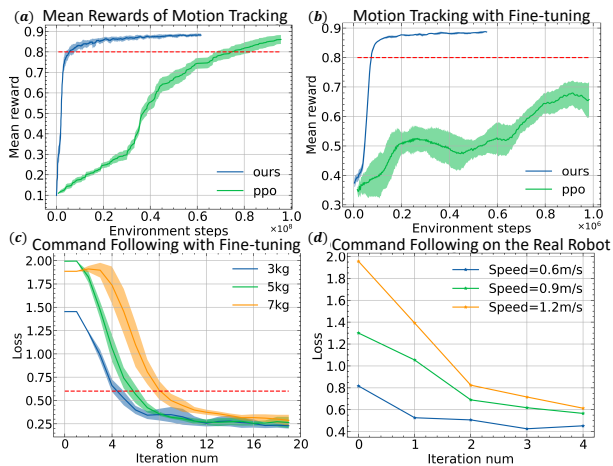 (a) Mean Rewards of Motion Tracking
0.9
0.8
0.7
0.6
0.5
0.4
0.3
0.2
0.1
Mean reward
ours
ppo
0.0 0.2 0.4 0.6 0.8 1.0
Environment steps
×10⁸
(b) Motion Tracking with Fine-tuning
0.9
0.8
0.7
0.6
0.5
0.4
0.3
Mean reward
ours
ppo
0.0 0.2 0.4 0.6 0.8 1.0
Environment steps
×10⁶
(c) Command Following with Fine-tuning
2.00
1.75
1.50
1.25
1.00
0.75
0.50
0.25
Loss
3kg
5kg
7kg
0 4 8 12 16 20
Iteration num
(d) Command Following on the Real Robot
2.0
1.8
1.6
1.4
1.2
1.0
0.8
0.6
0.4
Loss
Speed=0.6m/s
Speed=0.9m/s
Speed=1.2m/s
0 1 2 3 4
Iteration num